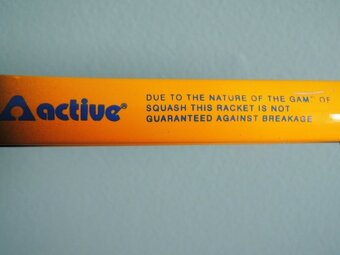 active®
DUE TO THE NATURE OF THE GAME OF
SQUASH THIS RACKET IS NOT
GUARANTEED AGAINST BREAKAGE